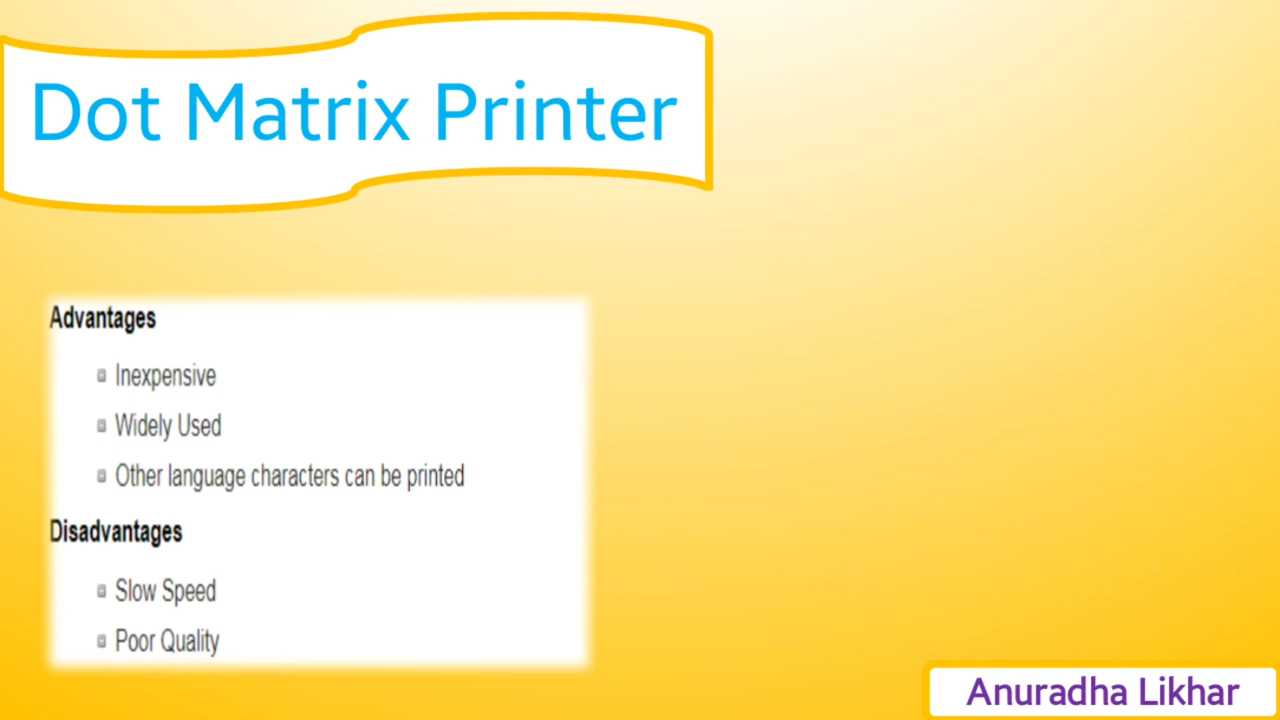 Dot Matrix Printer
Advantages
Inexpensive
Widely Used
Other language characters can be printed
Disadvantages
Slow Speed
Poor Quality
Anuradha Likhar